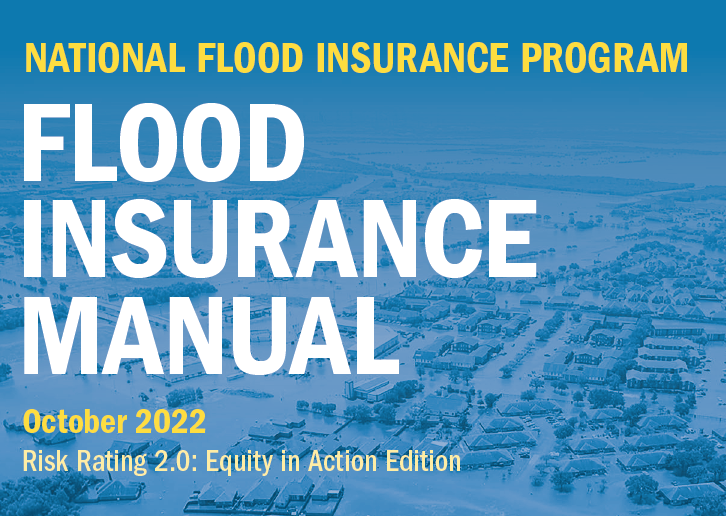 NATIONAL FLOOD INSURANCE PROGRAM
FLOOD
INSURANCE
MANUAL
October 2022
Risk Rating 2.0: Equity in Action Edition